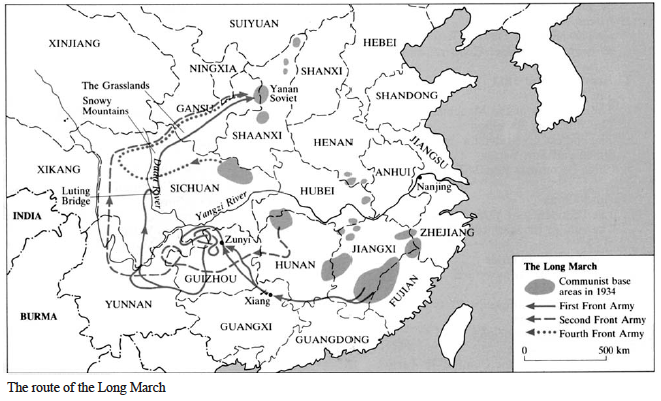 SUIYUAN
XINJIANG
HEBEI
NINGXIA
SHANXI
The Grasslands
Snowy
Mountains
GANSU
Yanan
Soviet
SHANDONG
SHAANXI
HENAN
JIANGSU
XIKANG
ANHUI
Dadu River
Luting
Bridge
SICHUAN
HUBEI
Nanjing
INDIA
Yangzi River
Zunyi
ZHEJIANG
JIANGXI
HUNAN
GUIZHOU
FUJIAN
YUNNAN
Xiang
BURMA
GUANGXI
GUANGDONG
The Long March
Communist base
areas in 1934
First Front Army
Second Front Army
Fourth Front Army
0 500 km
The route of the Long March